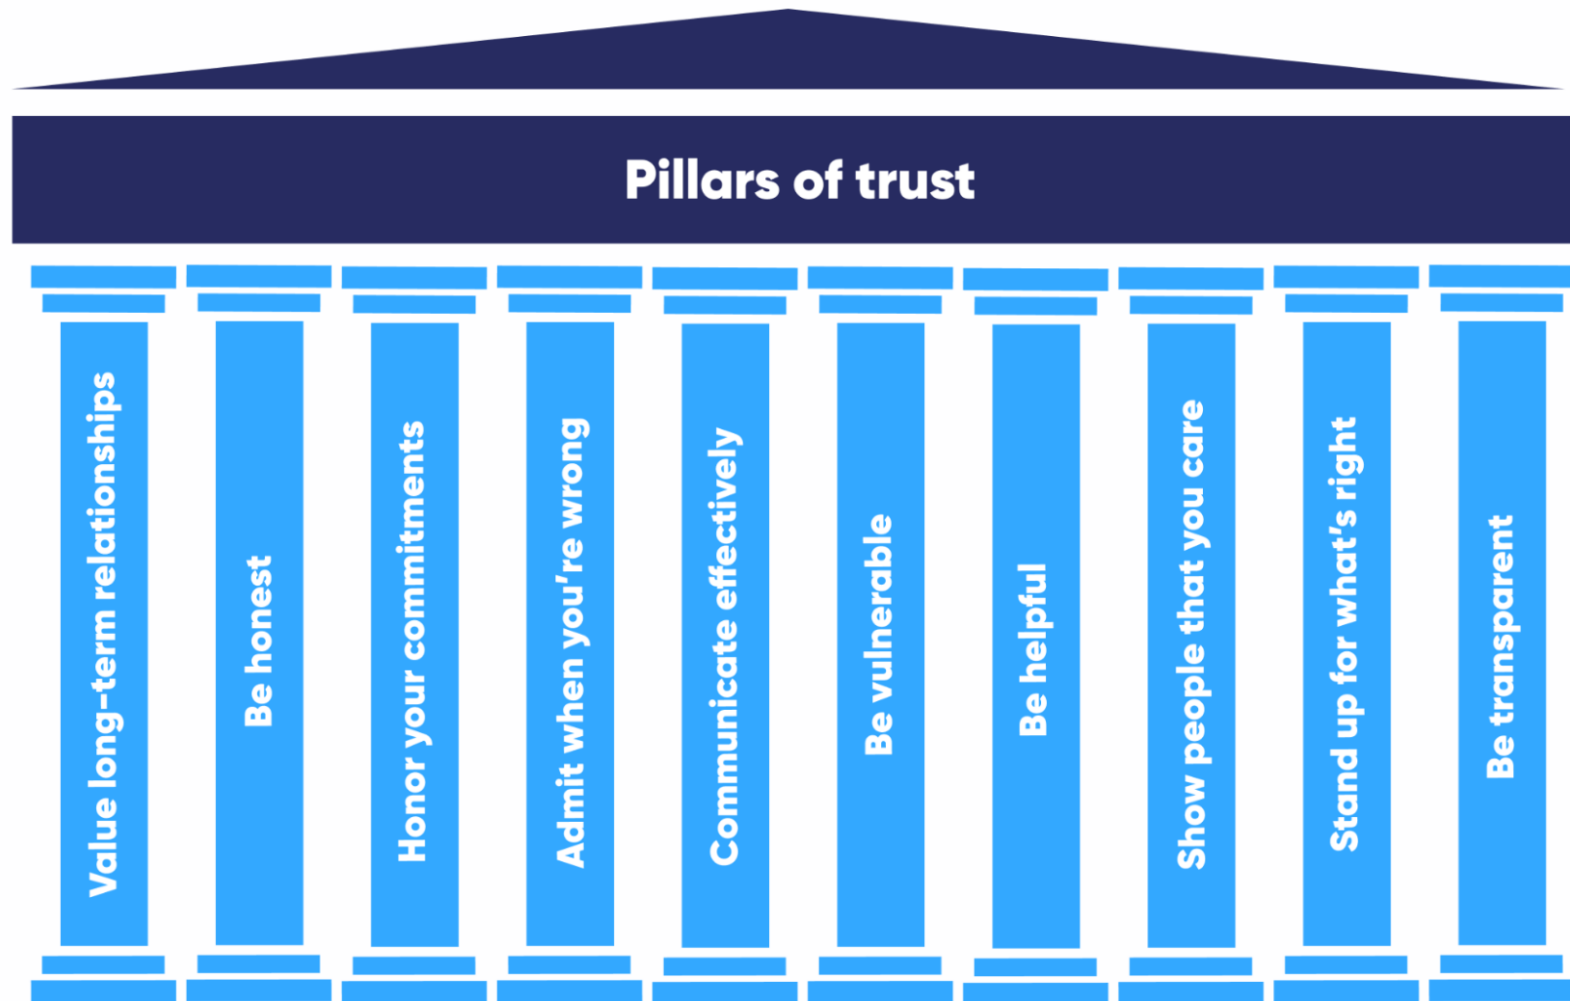 Pillars of trust
Value long-term relationships
Be honest
Honor your commitments
Admit when you're wrong
Communicate effectively
Be vulnerable
Be helpful
Show people that you care
Stand up for what's right
Be transparent